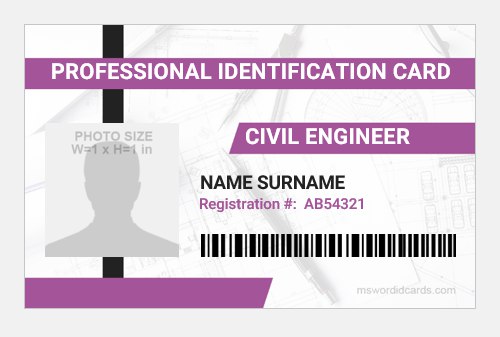 PROFESSIONAL IDENTIFICATION CARD
PHOTO SIZE
W=1 x H=1 in
CIVIL ENGINEER
NAME SURNAME
Registration #: AB54321
mswordidcards.com